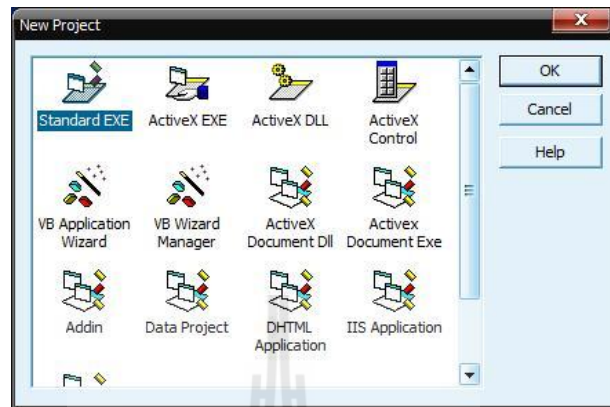 New Project
Standard EXE
ActiveX EXE
ActiveX DLL
ActiveX
Control
VB Application
Wizard
VB Wizard
Manager
ActiveX
Document Dll
Activex
Document Exe
Addin
Data Project
DHTML
Application
IIS Application
OK
Cancel
Help